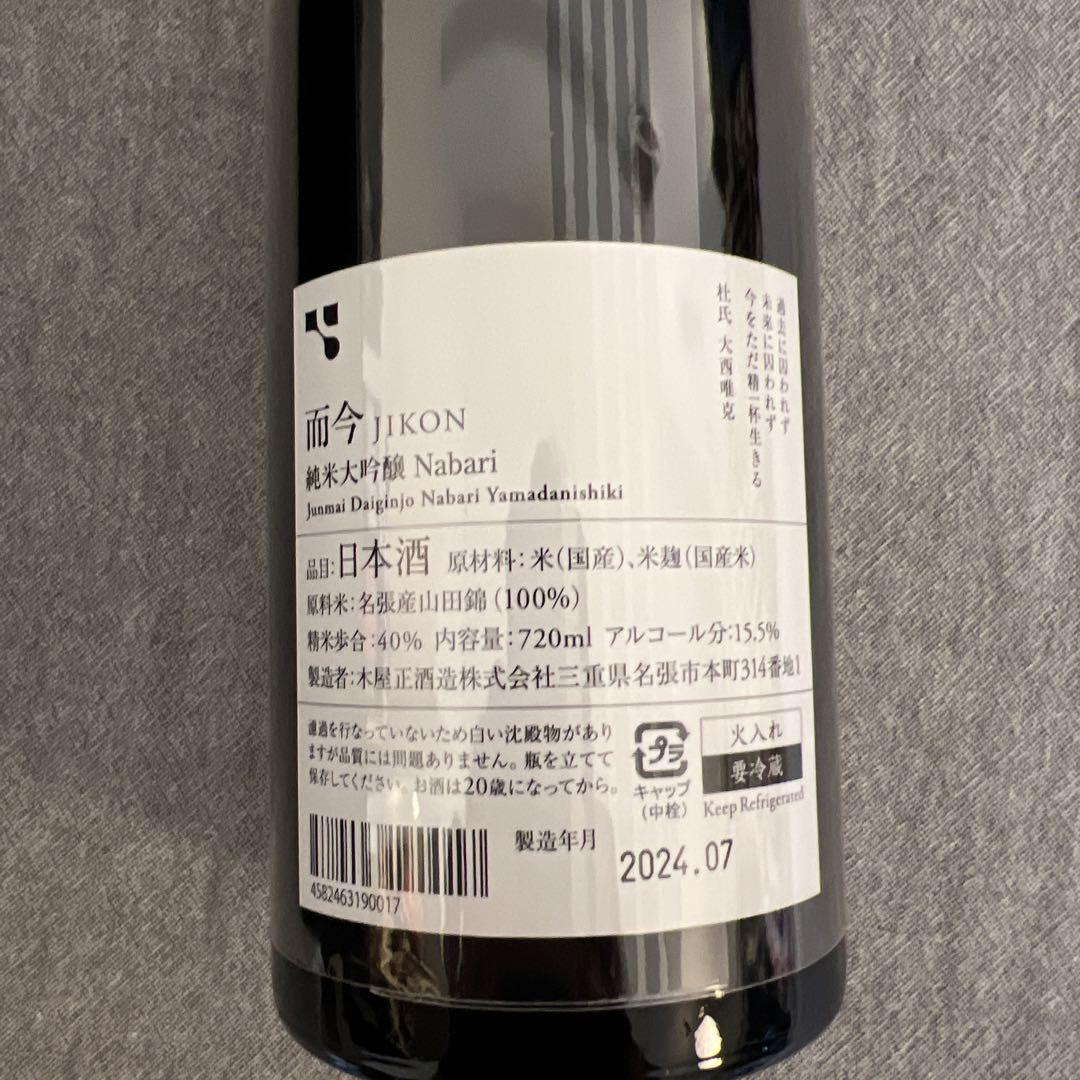 過去に囚われず
未来に囚われず
今をただ精一杯生きる
杜氏 大西唯克
而今 JIKON
純米大吟醸 Nabari
Junmai Daiginjo Nabari Yamadanishiki
品目:日本酒 原材料:米(国産)、米麹(国産米)
原料米:名張産山田錦(100%)
精米歩合:40% 内容量:720ml アルコール分:15.5%
製造者:木屋正酒造株式会社三重県名張市本町314番地1
濾過を行なっていないため白い沈殿物があり
ますが品質には問題ありません。瓶を立てて
保存してください。お酒は20歳になってから。
プラ
キャップ
(中栓)
火入れ
要冷蔵
Keep Refrigerated
製造年月
2024.07
4582463190017